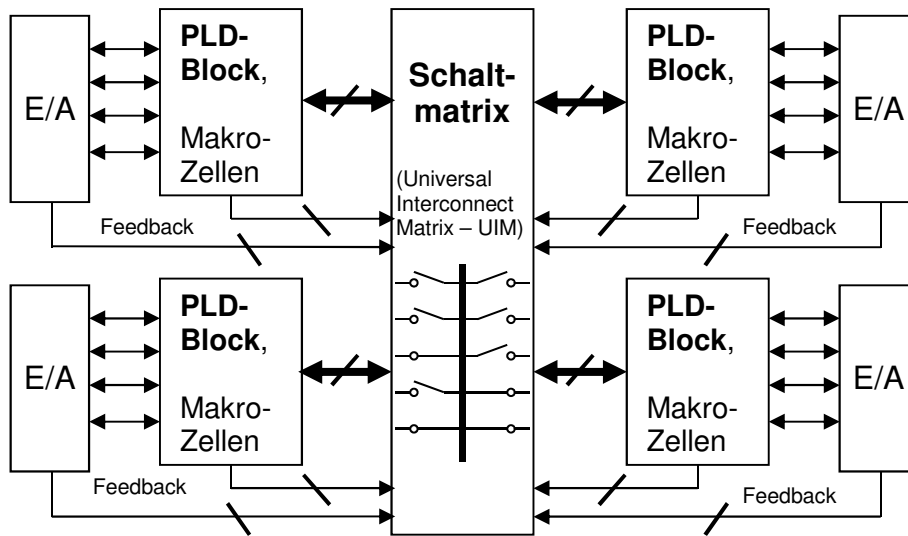 E/A
PLD-
Block,
Makro-
Zellen
Feedback
Schalt-
matrix
(Universal
Interconnect
Matrix – UIM)
PLD-
Block,
Makro-
Zellen
E/A
Feedback
E/A
PLD-
Block,
Makro-
Zellen
Feedback
PLD-
Block,
Makro-
Zellen
E/A
Feedback